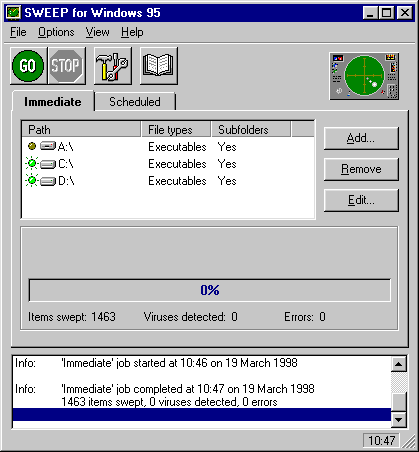 SWEEP for Windows 95
File Options View Help
GO STOP
Immediate Scheduled
Path File types Subfolders
A:\ Executables Yes
C:\ Executables Yes
D:\ Executables Yes
Add...
Remove
Edit...
0%
Items swept: 1463 Viruses detected: 0 Errors: 0
Info: 'Immediate' job started at 10:46 on 19 March 1998
Info: 'Immediate' job completed at 10:47 on 19 March 1998
1463 items swept, 0 viruses detected, 0 errors
10:47